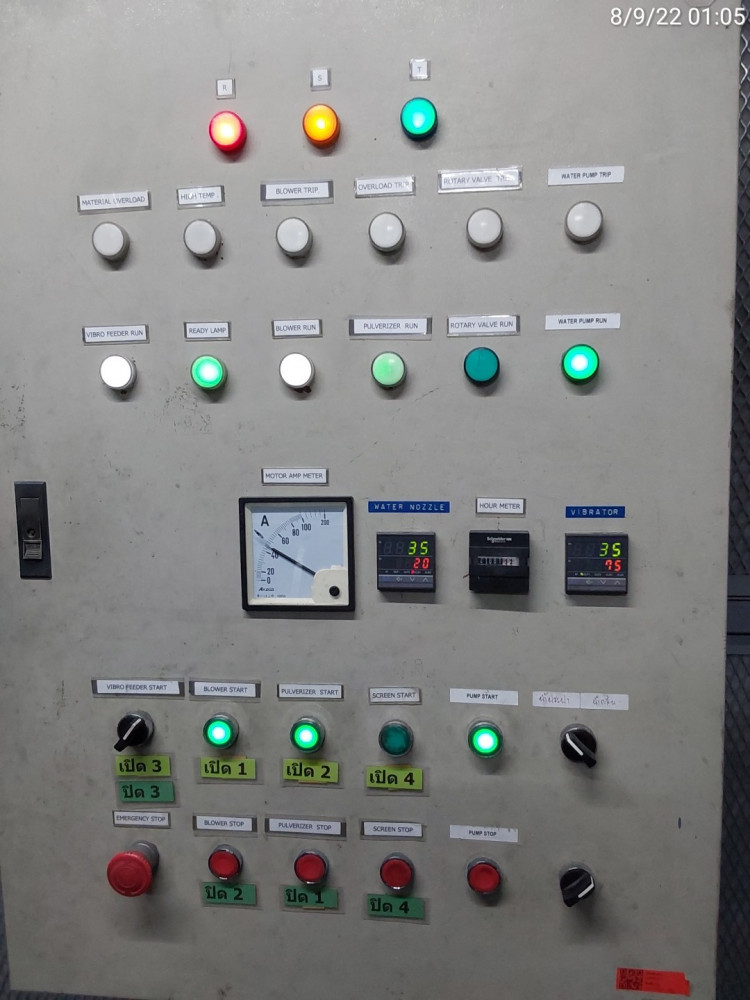 8/9/22 01:05
R
S
T
MATERIAL OVERLOAD
HIGH TEMP
BLOWER TRIP
OVERLOAD TRIP
ROTARY VALVE TRIP
WATER PUMP TRIP
VIBRO FEEDER RUN
READY LAMP
BLOWER RUN
PULVERIZER RUN
ROTARY VALVE RUN
WATER PUMP RUN
MOTOR AMP METER
WATER NOZZLE
HOUR METER
VIBRATOR
A
0
20
40
60
80
100
200
35
20
Schneider
35
75
VIBRO FEEDER START
BLOWER START
PULVERIZER START
SCREEN START
PUMP START
เปิด 3
เปิด 1
เปิด 2
เปิด 4
ปิด 3
EMERGENCY STOP
BLOWER STOP
PULVERIZER STOP
SCREEN STOP
PUMP STOP
ปิด 2
ปิด 1
ปิด 4